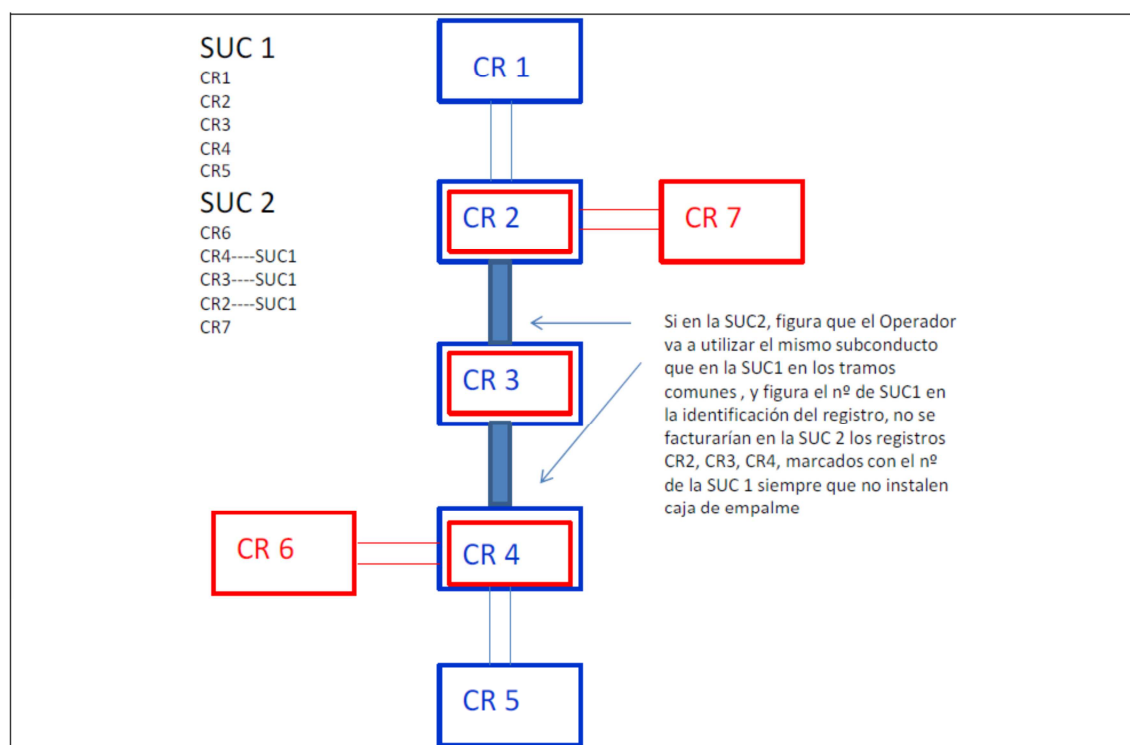 SUC 1
CR1
CR2
CR3
CR4
CR5
SUC 2
CR6
CR4----SUC1
CR3----SUC1
CR2----SUC1
CR7
CR 1
CR 2
CR 7
CR 3
CR 6
CR 4
CR 5
Si en la SUC2, figura que el Operador
va a utilizar el mismo subconducto
que en la SUC1 en los tramos
comunes , y figura el nº de SUC1 en
la identificación del registro, no se
facturarían en la SUC 2 los registros
CR2, CR3, CR4, marcados con el nº
de la SUC 1 siempre que no instalen
caja de empalme